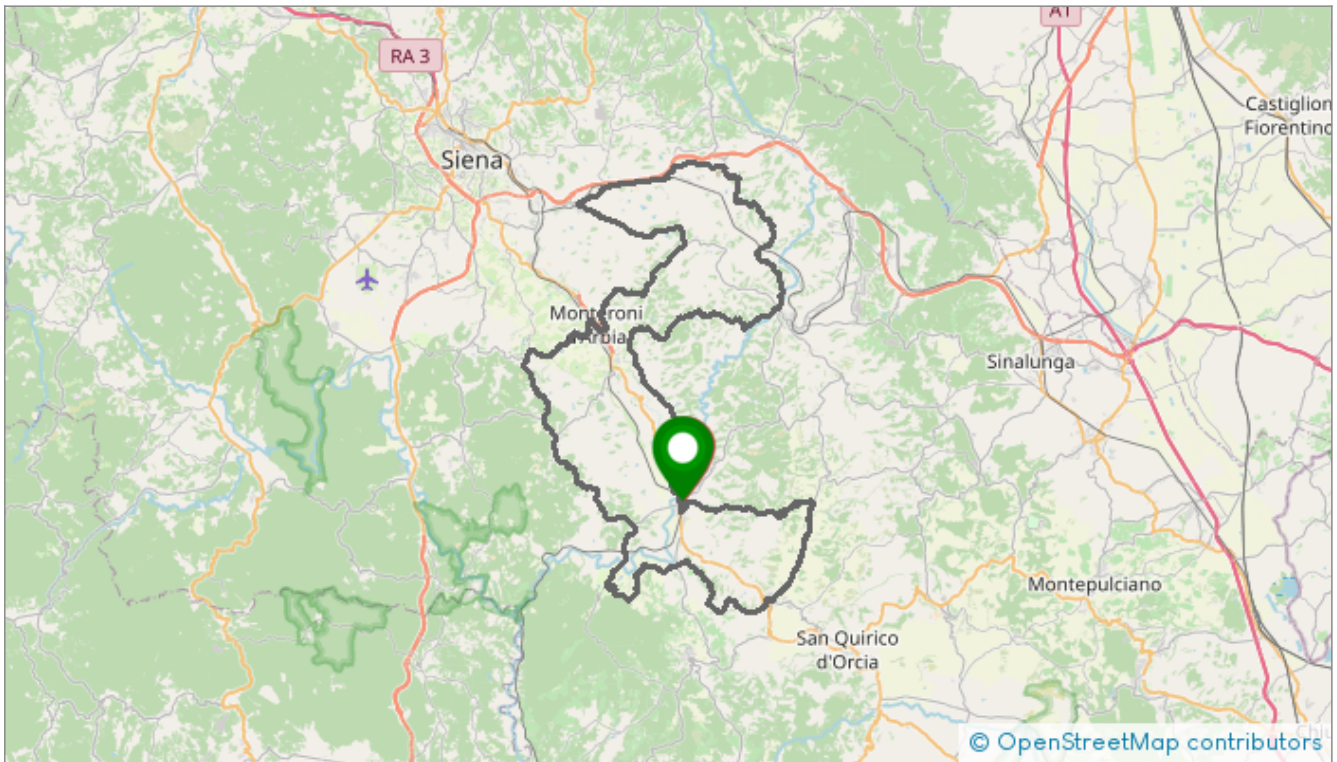 A1
RA 3
Castiglion
Fiorentino
Siena
Monteroni
d'Arbia
Sinalunga
Montepulciano
San Quirico
d'Orcia
© OpenStreetMap contributors